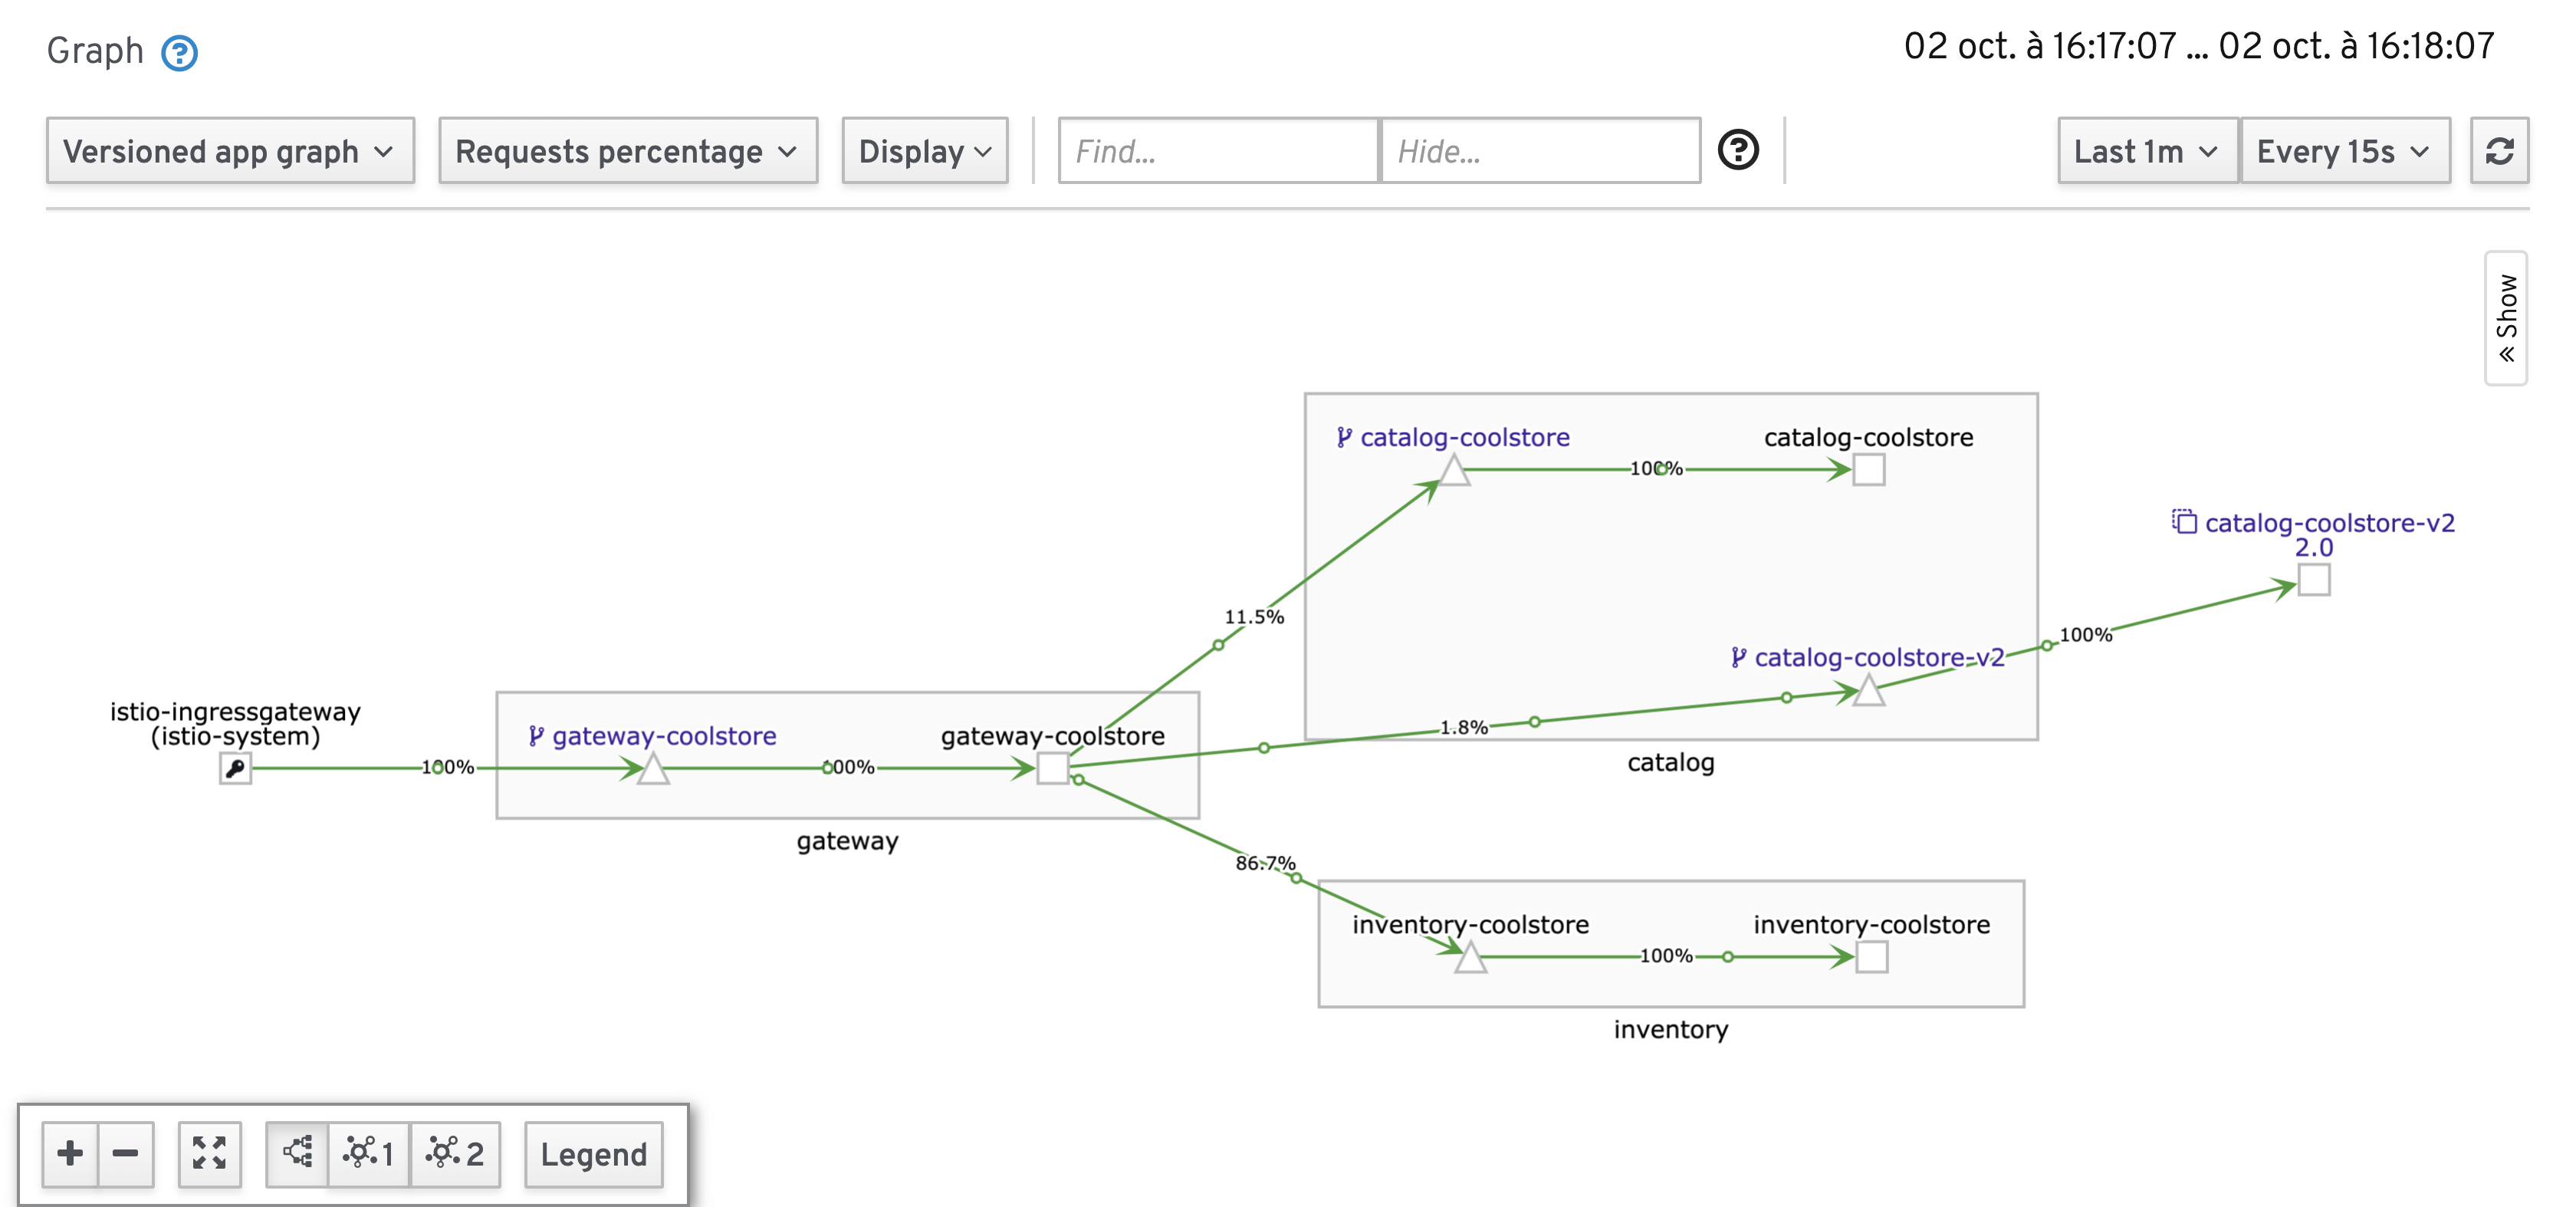 Graph
02 oct. à 16:17:07 ... 02 oct. à 16:18:07
Versioned app graph
Requests percentage
Display
Find...
Hide...
Last 1m
Every 15s
« Show
catalog-coolstore
catalog-coolstore
100%
catalog-coolstore-v2
2.0
11.5%
100%
catalog-coolstore-v2
istio-ingressgateway
(istio-system)
gateway-coolstore
gateway-coolstore
1.8%
100%
100%
catalog
gateway
86.7%
inventory-coolstore
inventory-coolstore
100%
inventory
1
2
Legend